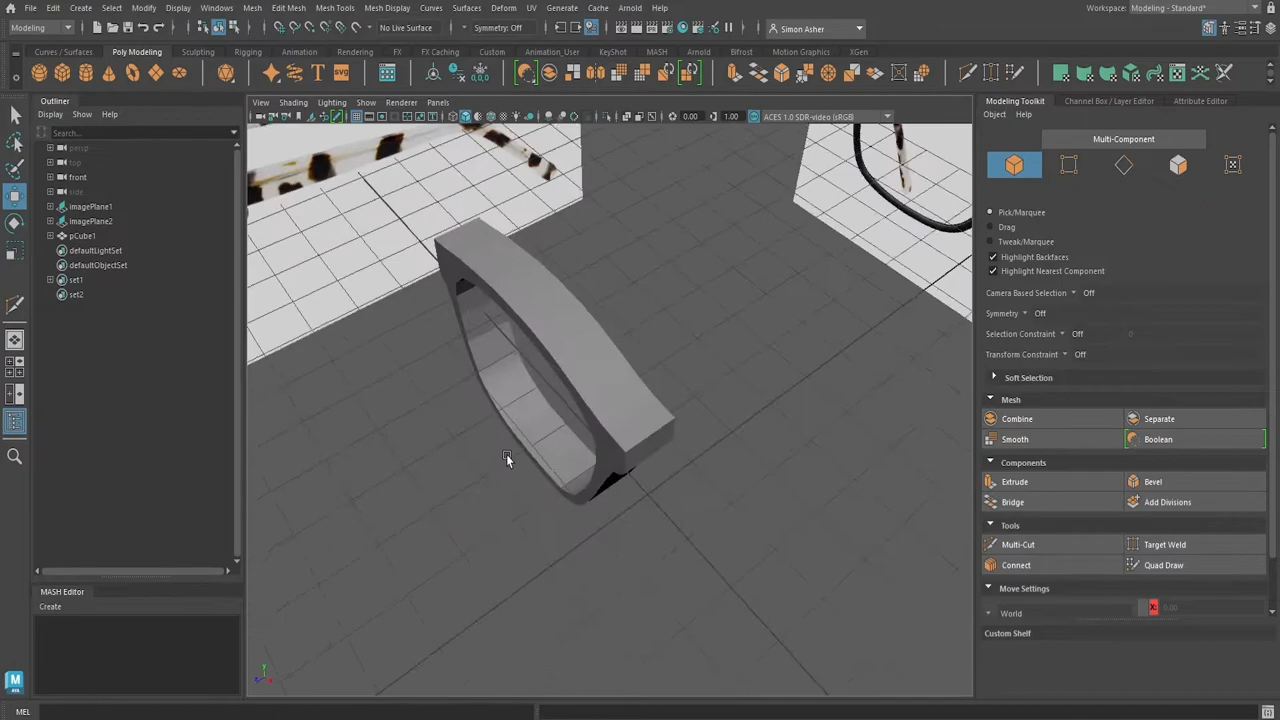 File Edit Create Select Modify Display Windows Mesh Edit Mesh Mesh Tools Mesh Display Curves Surfaces Deform UV Generate Cache Arnold Help Workspace: Modeling - Standard*
Modeling No Live Surface Symmetry: Off Simon Asher
Curves / Surfaces Poly Modeling Sculpting Rigging Animation Rendering FX FX Caching Custom Animation_User KeyShot MASH Arnold Bifrost Motion Graphics XGen
Outliner
Display Show Help
Search...
persp
top
front
side
imagePlane1
imagePlane2
pCube1
defaultLightSet
defaultObjectSet
set1
set2
MASH Editor
Create
View Shading Lighting Show Renderer Panels
0.00 1.00 ACES 1.0 SDR-video (sRGB)
Modeling Toolkit Channel Box / Layer Editor Attribute Editor
Object Help
Multi-Component
Pick/Marquee
Drag
Tweak/Marquee
Highlight Backfaces
Highlight Nearest Component
Camera Based Selection Off
Symmetry Off
Selection Constraint Off 0
Transform Constraint Off
Soft Selection
Mesh
Combine Separate
Smooth Boolean
Components
Extrude Bevel
Bridge Add Divisions
Tools
Multi-Cut Target Weld
Connect Quad Draw
Move Settings
World X: 0.00
Custom Shelf
MEL